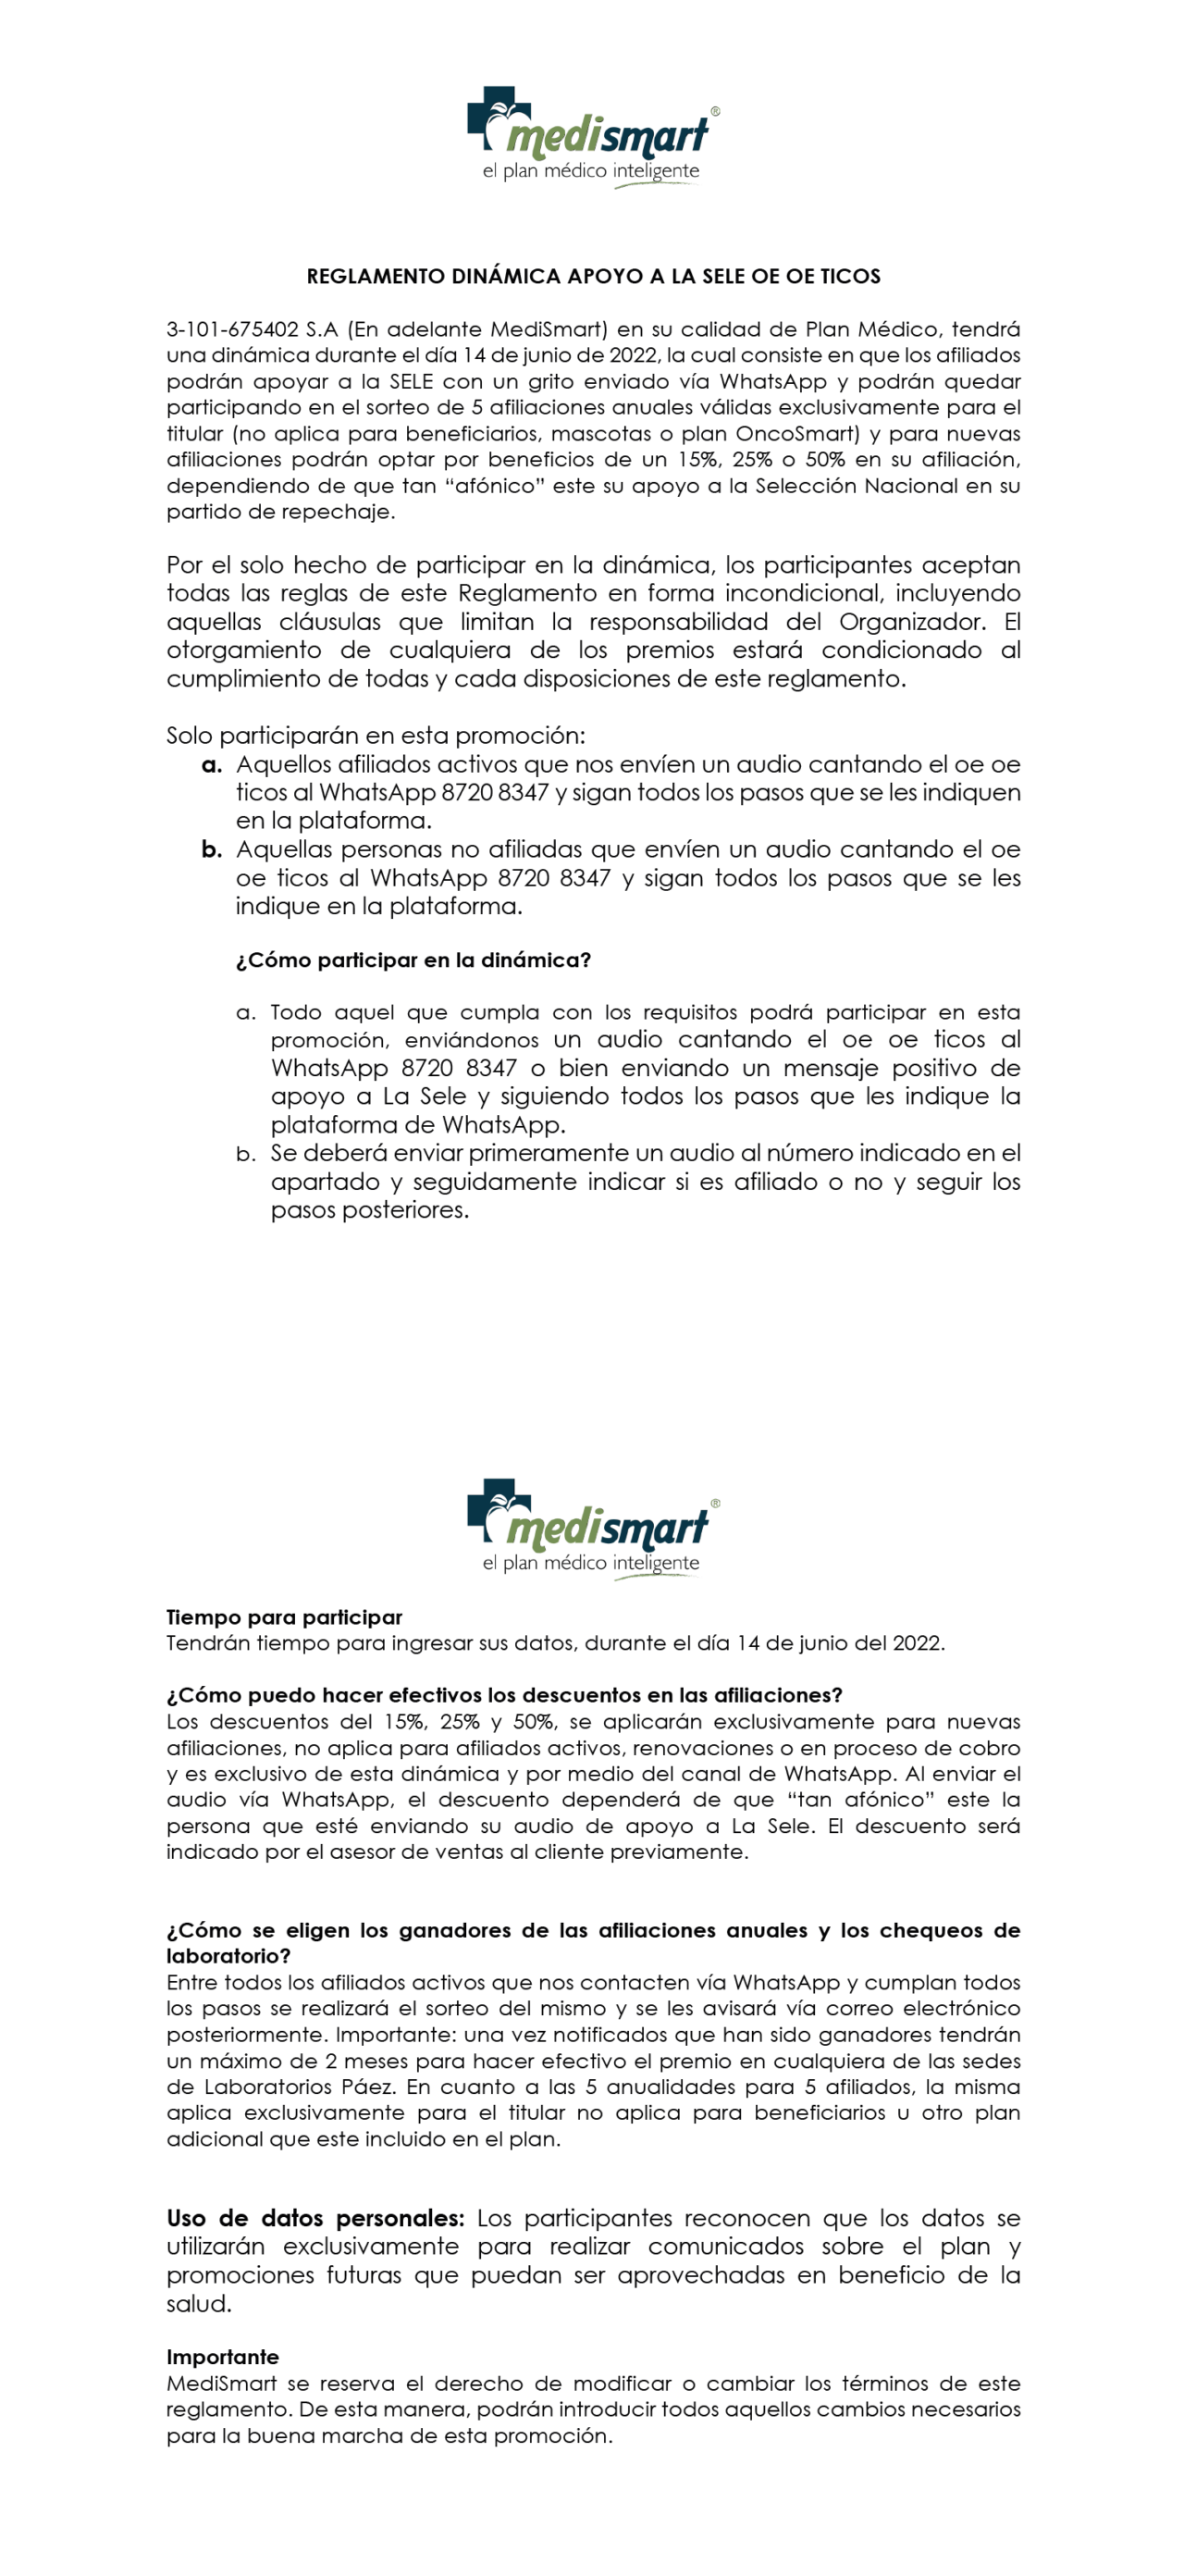 medismart®
el plan médico inteligente
REGLAMENTO DINÁMICA APOYO A LA SELE OE OE TICOS
3-101-675402 S.A (En adelante MediSmart) en su calidad de Plan Médico, tendrá
una dinámica durante el día 14 de junio de 2022, la cual consiste en que los afiliados
podrán apoyar a la SELE con un grito enviado vía WhatsApp y podrán quedar
participando en el sorteo de 5 afiliaciones anuales válidas exclusivamente para el
titular (no aplica para beneficiarios, mascotas o plan OncoSmart) y para nuevas
afiliaciones podrán optar por beneficios de un 15%, 25% o 50% en su afiliación,
dependiendo de que tan “afónico” este su apoyo a la Selección Nacional en su
partido de repechaje.
Por el solo hecho de participar en la dinámica, los participantes aceptan
todas las reglas de este Reglamento en forma incondicional, incluyendo
aquellas cláusulas que limitan la responsabilidad del Organizador. El
otorgamiento de cualquiera de los premios estará condicionado al
cumplimiento de todas y cada disposiciones de este reglamento.
Solo participarán en esta promoción:
a. Aquellos afiliados activos que nos envíen un audio cantando el oe oe
ticos al WhatsApp 8720 8347 y sigan todos los pasos que se les indiquen
en la plataforma.
b. Aquellas personas no afiliadas que envíen un audio cantando el oe
oe ticos al WhatsApp 8720 8347 y sigan todos los pasos que se les
indique en la plataforma.
¿Cómo participar en la dinámica?
a. Todo aquel que cumpla con los requisitos podrá participar en esta
promoción, enviándonos un audio cantando el oe oe ticos al
WhatsApp 8720 8347 o bien enviando un mensaje positivo de
apoyo a La Sele y siguiendo todos los pasos que les indique la
plataforma de WhatsApp.
b. Se deberá enviar primeramente un audio al número indicado en el
apartado y seguidamente indicar si es afiliado o no y seguir los
pasos posteriores.
medismart®
el plan médico inteligente
Tiempo para participar
Tendrán tiempo para ingresar sus datos, durante el día 14 de junio del 2022.
¿Cómo puedo hacer efectivos los descuentos en las afiliaciones?
Los descuentos del 15%, 25% y 50%, se aplicarán exclusivamente para nuevas
afiliaciones, no aplica para afiliados activos, renovaciones o en proceso de cobro
y es exclusivo de esta dinámica y por medio del canal de WhatsApp. Al enviar el
audio vía WhatsApp, el descuento dependerá de que “tan afónico” este la
persona que esté enviando su audio de apoyo a La Sele. El descuento será
indicado por el asesor de ventas al cliente previamente.
¿Cómo se eligen los ganadores de las afiliaciones anuales y los chequeos de
laboratorio?
Entre todos los afiliados activos que nos contacten vía WhatsApp y cumplan todos
los pasos se realizará el sorteo del mismo y se les avisará vía correo electrónico
posteriormente. Importante: una vez notificados que han sido ganadores tendrán
un máximo de 2 meses para hacer efectivo el premio en cualquiera de las sedes
de Laboratorios Páez. En cuanto a las 5 anualidades para 5 afiliados, la misma
aplica exclusivamente para el titular no aplica para beneficiarios u otro plan
adicional que este incluido en el plan.
Uso de datos personales: Los participantes reconocen que los datos se
utilizarán exclusivamente para realizar comunicados sobre el plan y
promociones futuras que puedan ser aprovechadas en beneficio de la
salud.
Importante
MediSmart se reserva el derecho de modificar o cambiar los términos de este
reglamento. De esta manera, podrán introducir todos aquellos cambios necesarios
para la buena marcha de esta promoción.